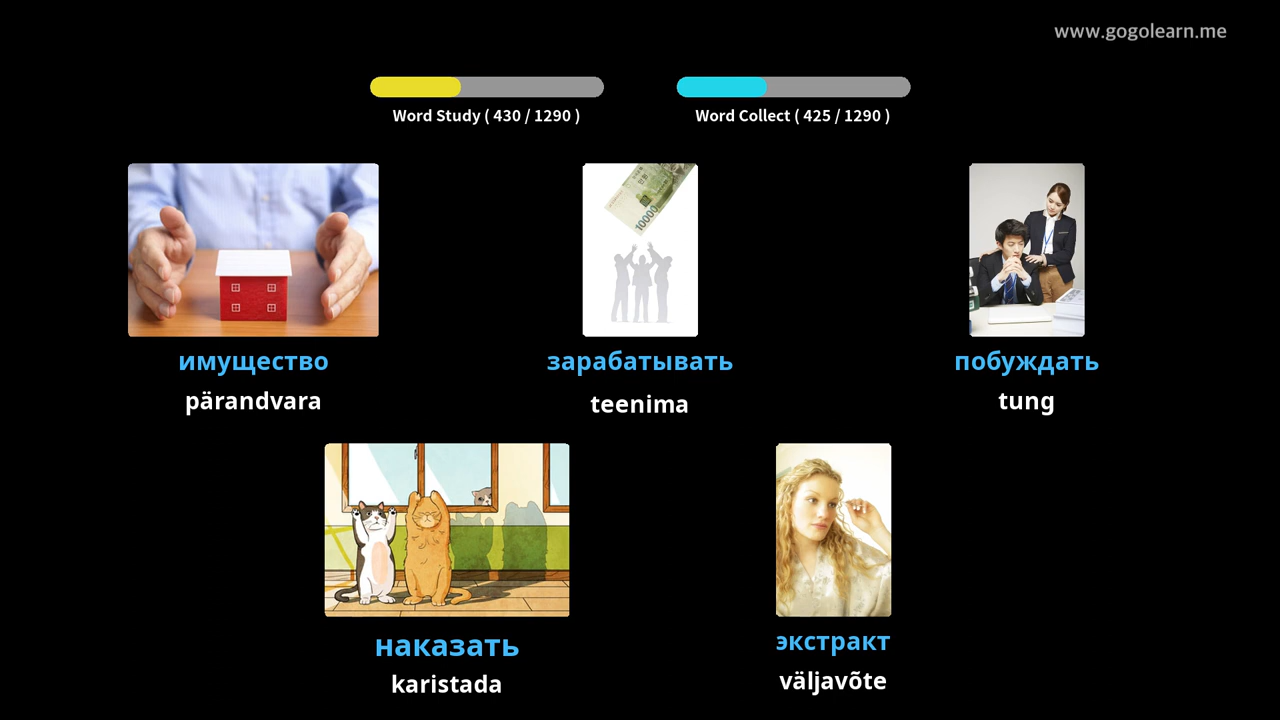 www.gogolearn.me
Word Study ( 430 / 1290 )
Word Collect ( 425 / 1290 )
10000
имущество
зарабатывать
побуждать
pärandvara
teenima
tung
наказать
экстракт
karistada
väljavõte